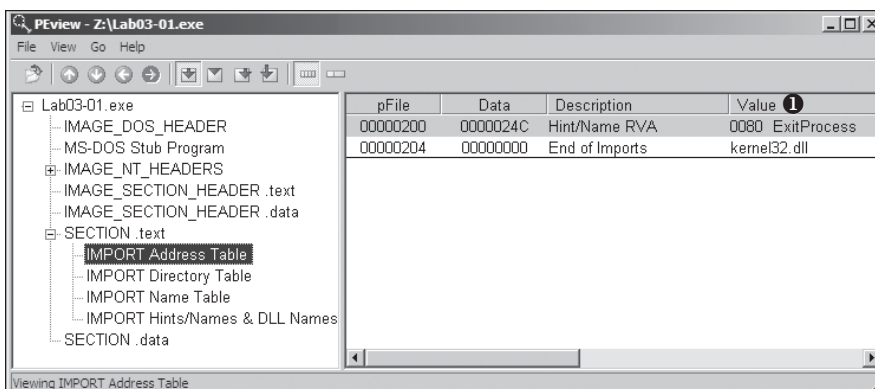 PEview - Z:\Lab03-01.exe
File View Go Help
Lab03-01.exe
IMAGE_DOS_HEADER
MS-DOS Stub Program
IMAGE_NT_HEADERS
IMAGE_SECTION_HEADER .text
IMAGE_SECTION_HEADER .data
SECTION .text
IMPORT Address Table
IMPORT Directory Table
IMPORT Name Table
IMPORT Hints/Names & DLL Names
SECTION .data
pFile Data Description Value ❶
00000200 0000024C Hint/Name RVA 0080 ExitProcess
00000204 00000000 End of Imports kernel32.dll
Viewing IMPORT Address Table